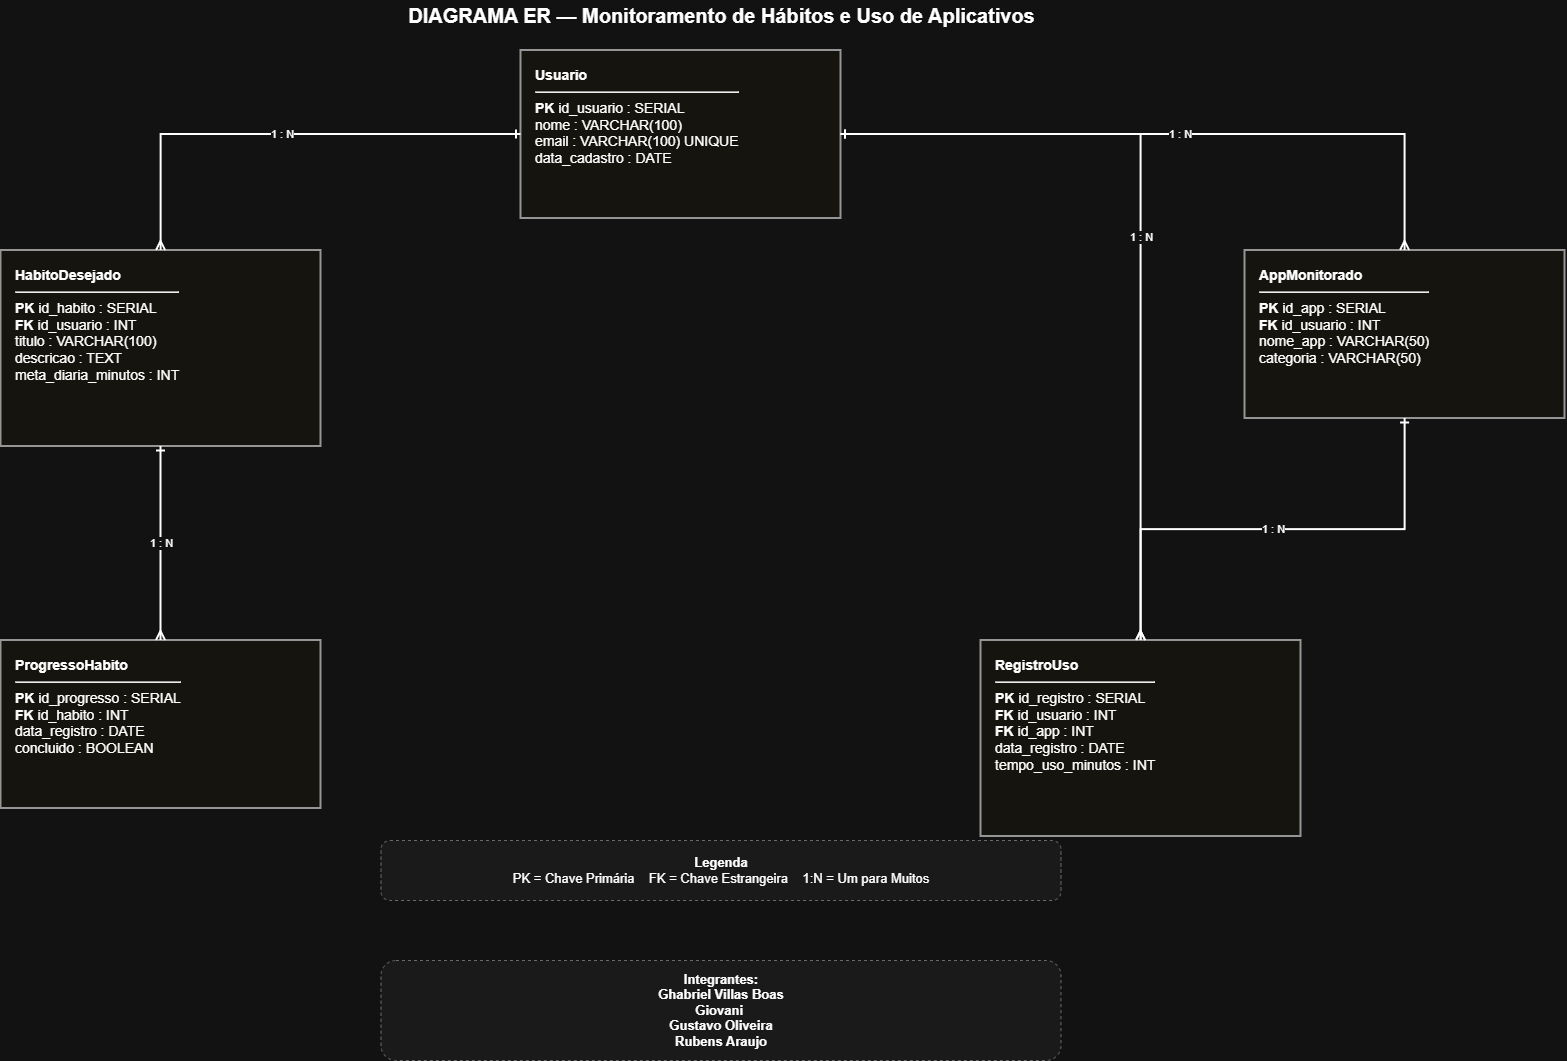 DIAGRAMA ER — Monitoramento de Hábitos e Uso de Aplicativos
Usuario
PK id_usuario : SERIAL
nome : VARCHAR(100)
email : VARCHAR(100) UNIQUE
data_cadastro : DATE
1 : N
1 : N
1 : N
HabitoDesejado
PK id_habito : SERIAL
FK id_usuario : INT
titulo : VARCHAR(100)
descricao : TEXT
meta_diaria_minutos : INT
AppMonitorado
PK id_app : SERIAL
FK id_usuario : INT
nome_app : VARCHAR(50)
categoria : VARCHAR(50)
1 : N
1 : N
ProgressoHabito
PK id_progresso : SERIAL
FK id_habito : INT
data_registro : DATE
concluido : BOOLEAN
RegistroUso
PK id_registro : SERIAL
FK id_usuario : INT
FK id_app : INT
data_registro : DATE
tempo_uso_minutos : INT
Legenda
PK = Chave Primária FK = Chave Estrangeira 1:N = Um para Muitos
Integrantes:
Ghabriel Villas Boas
Giovani
Gustavo Oliveira
Rubens Araujo